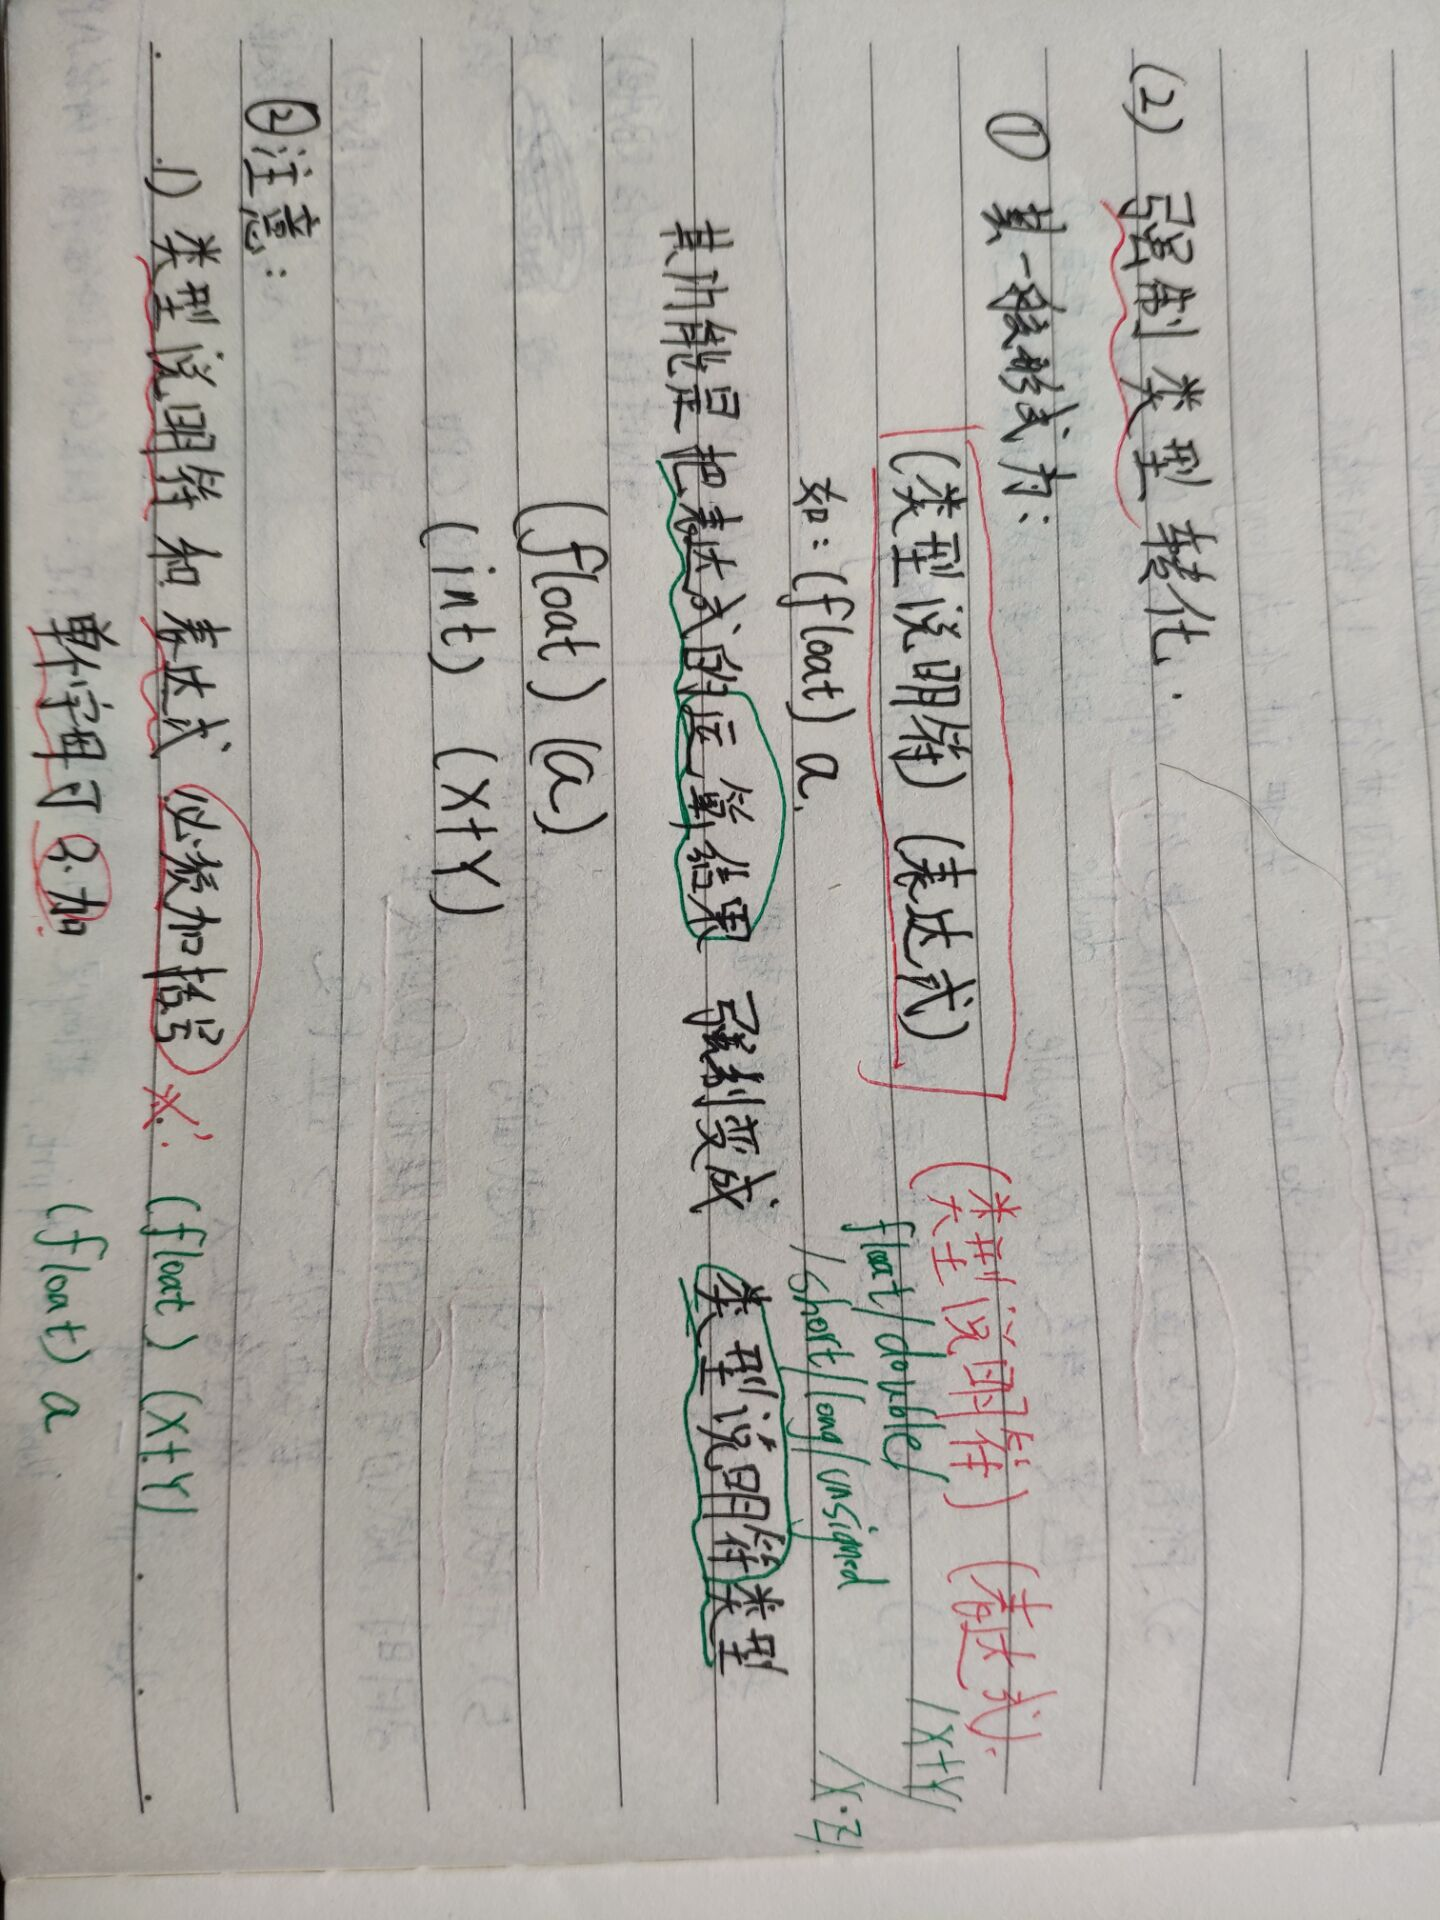 (2) 强制类型转化.
① 其一般形式为:
(类型说明符) (表达式)
(类型说明符) (表达式).
float/double/
/x+y/
如: (float) a.
/short/long/unsigned
/x·z/
其功能是把表达式的运算结果 强制变成 类型说明符类型
(float) (a)
(int) (x+y)
②注意:
1) 类型说明符和表达式必须加括号 (float) (x+y)
单个字母可不加 (float) a